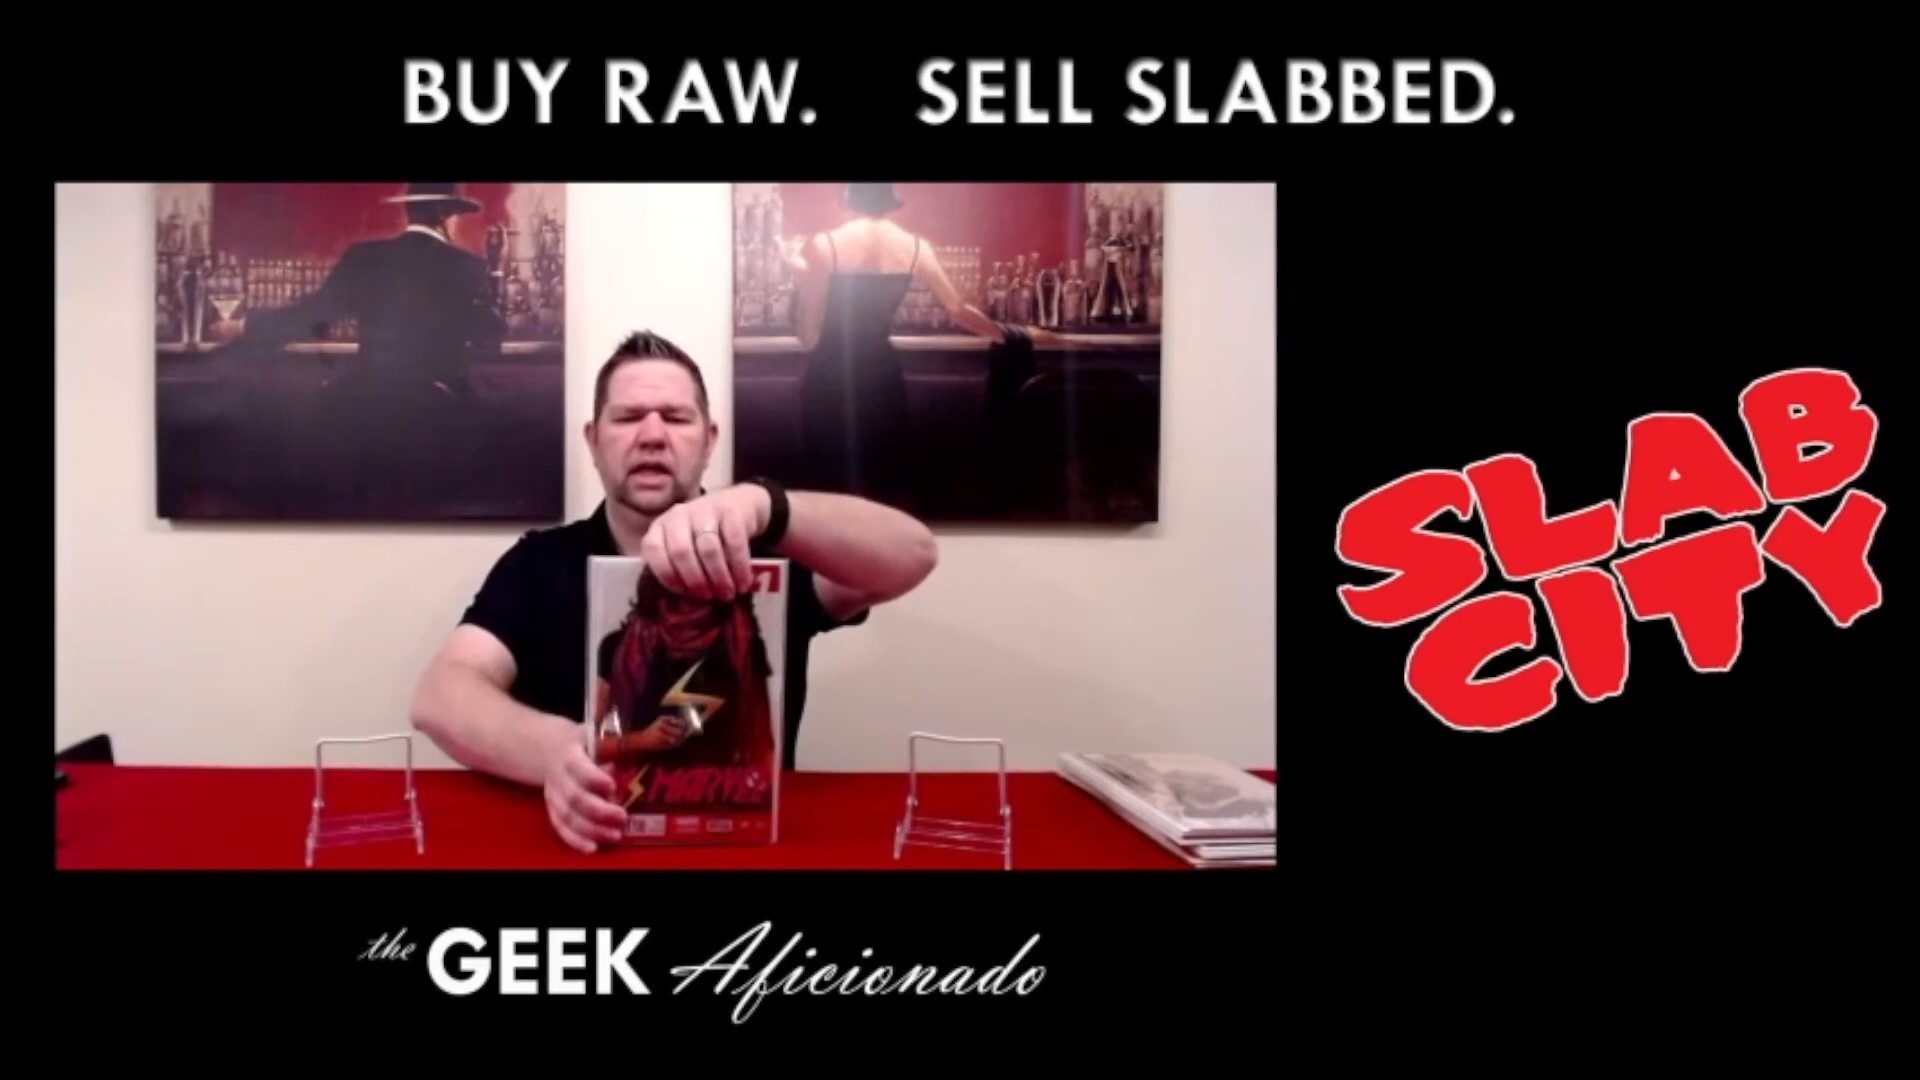 BUY RAW. SELL SLABBED.
SLAB
CITY
MARVEL
the GEEK Aficionado